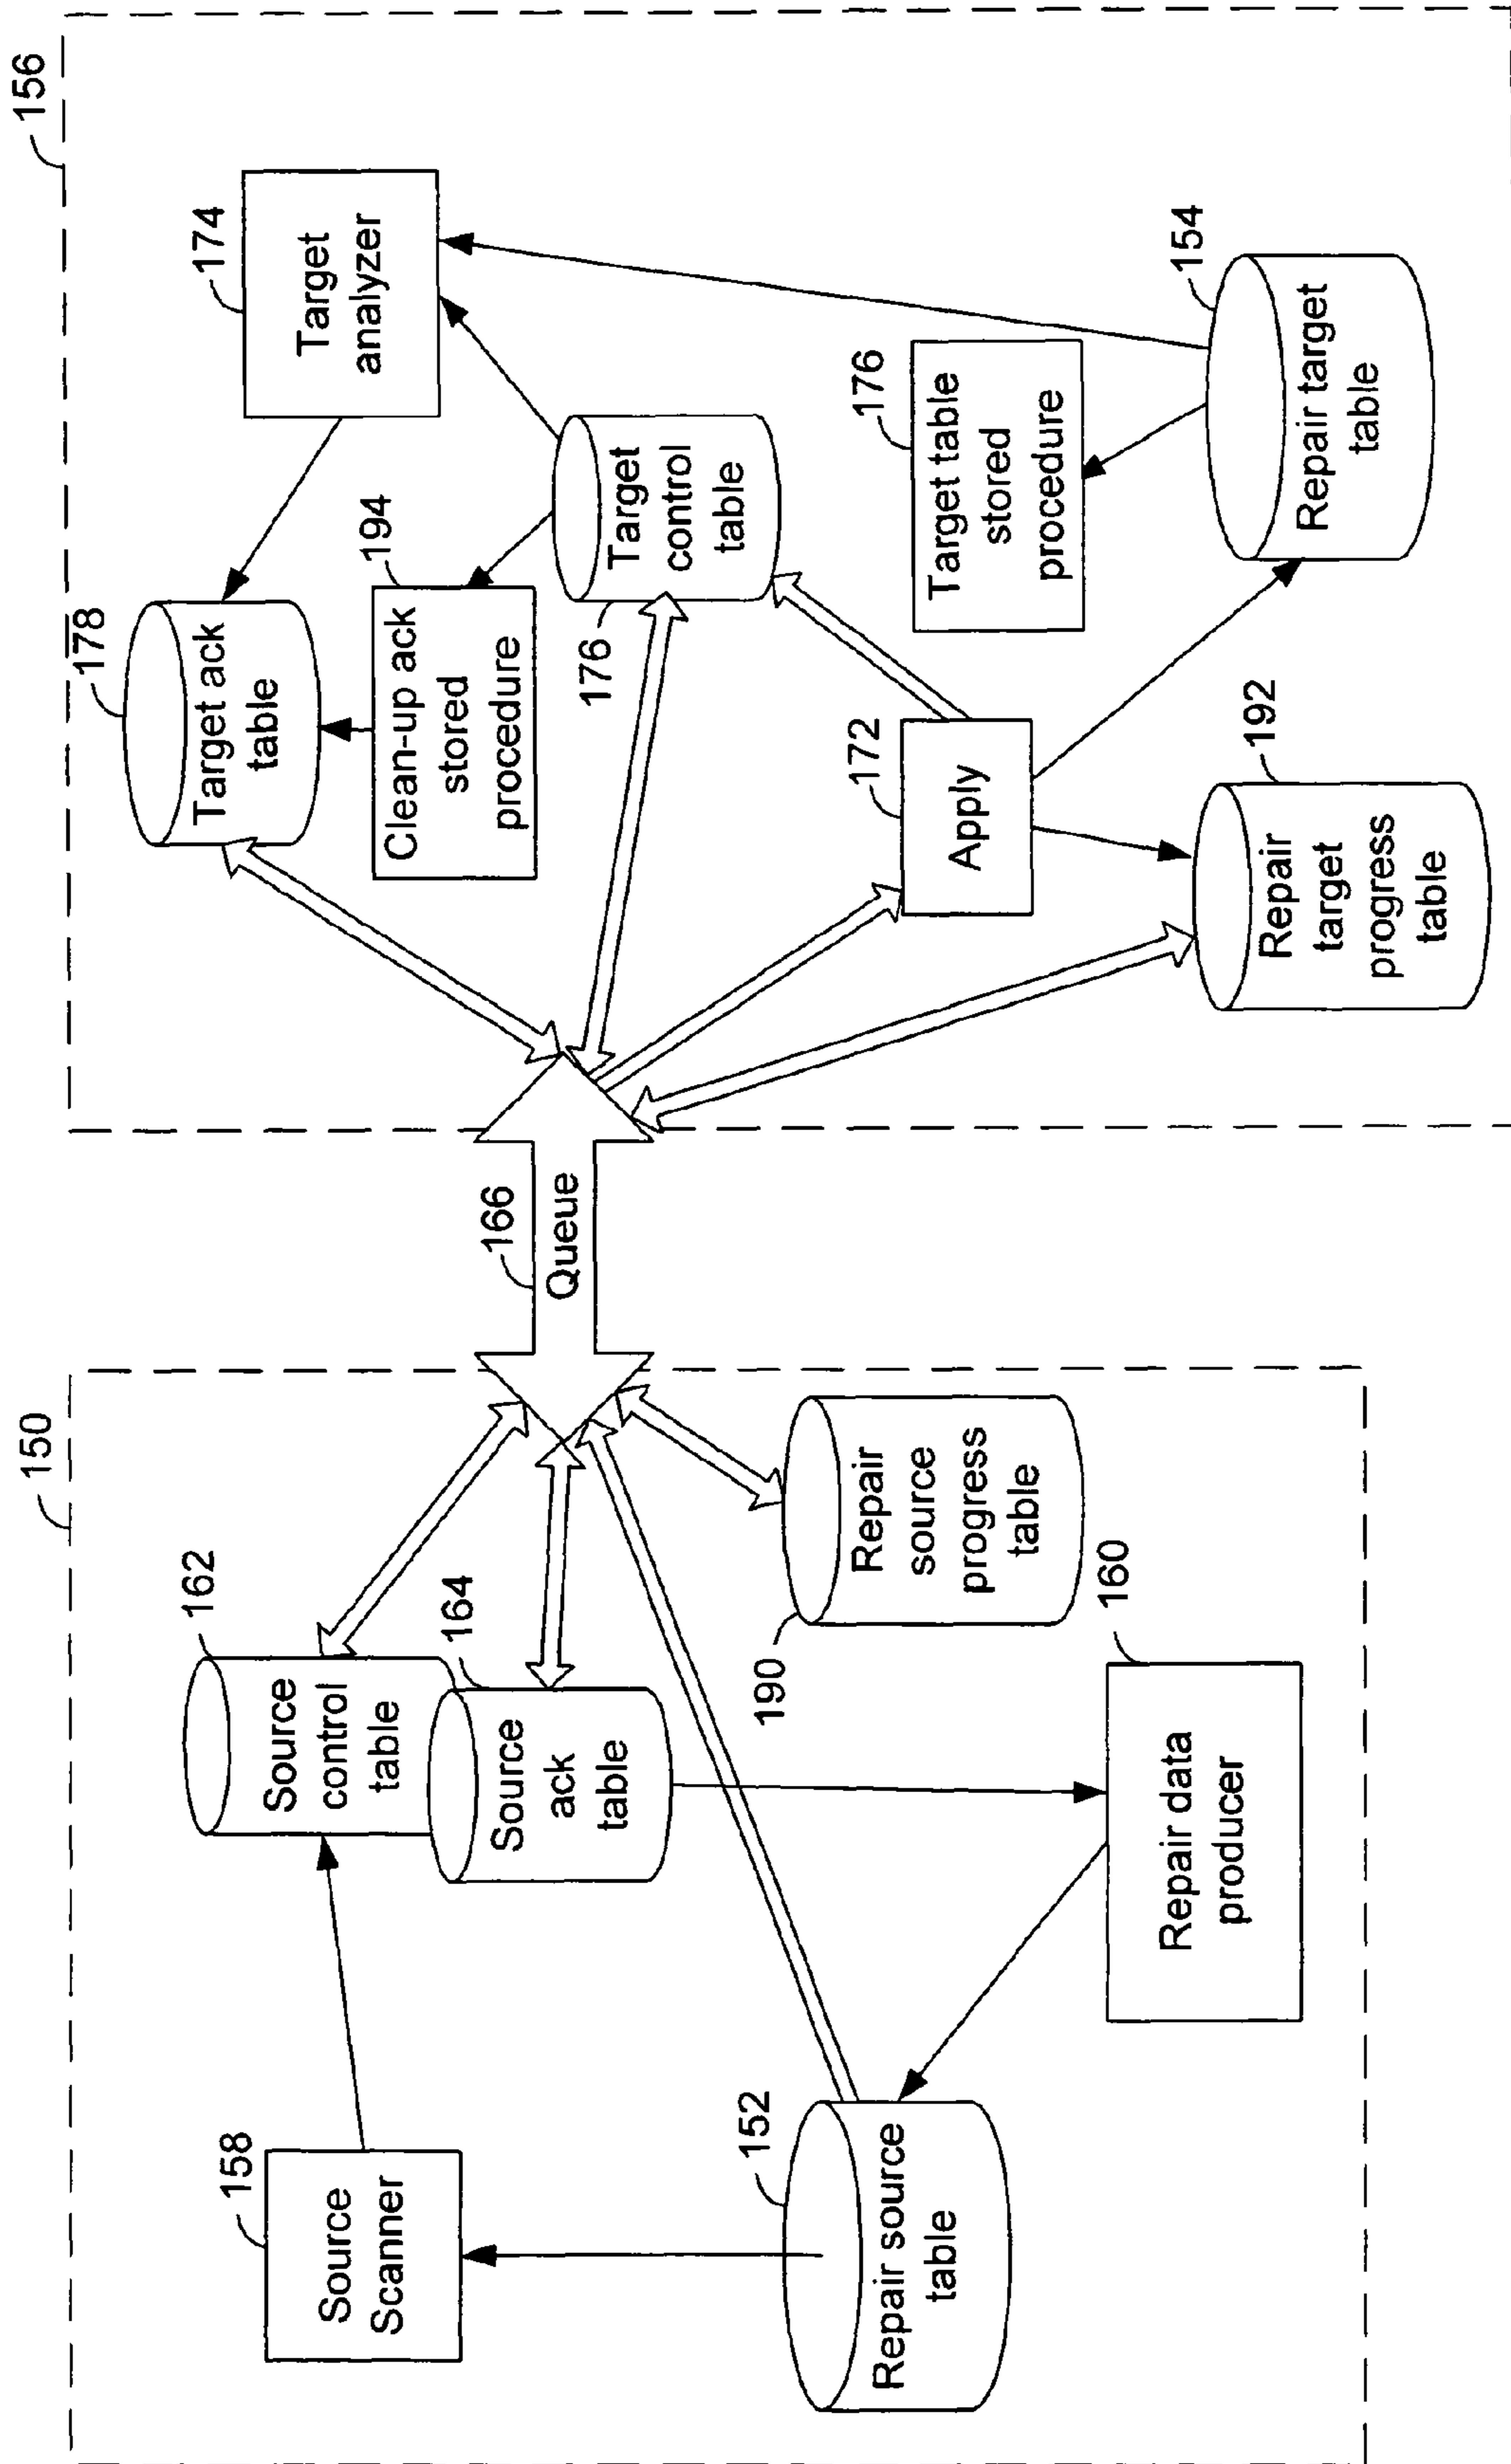 150
158
Source
Scanner
162
Source
control
table
164
Source
ack
table
152
Repair source
table
190
Repair
source
progress
table
160
Repair data
producer
166
Queue
156
178
Target ack
table
174
Target
analyzer
194
Clean-up ack
stored
procedure
176
Target
control
table
172
Apply
176
Target table
stored
procedure
192
Repair
target
progress
table
154
Repair target
table